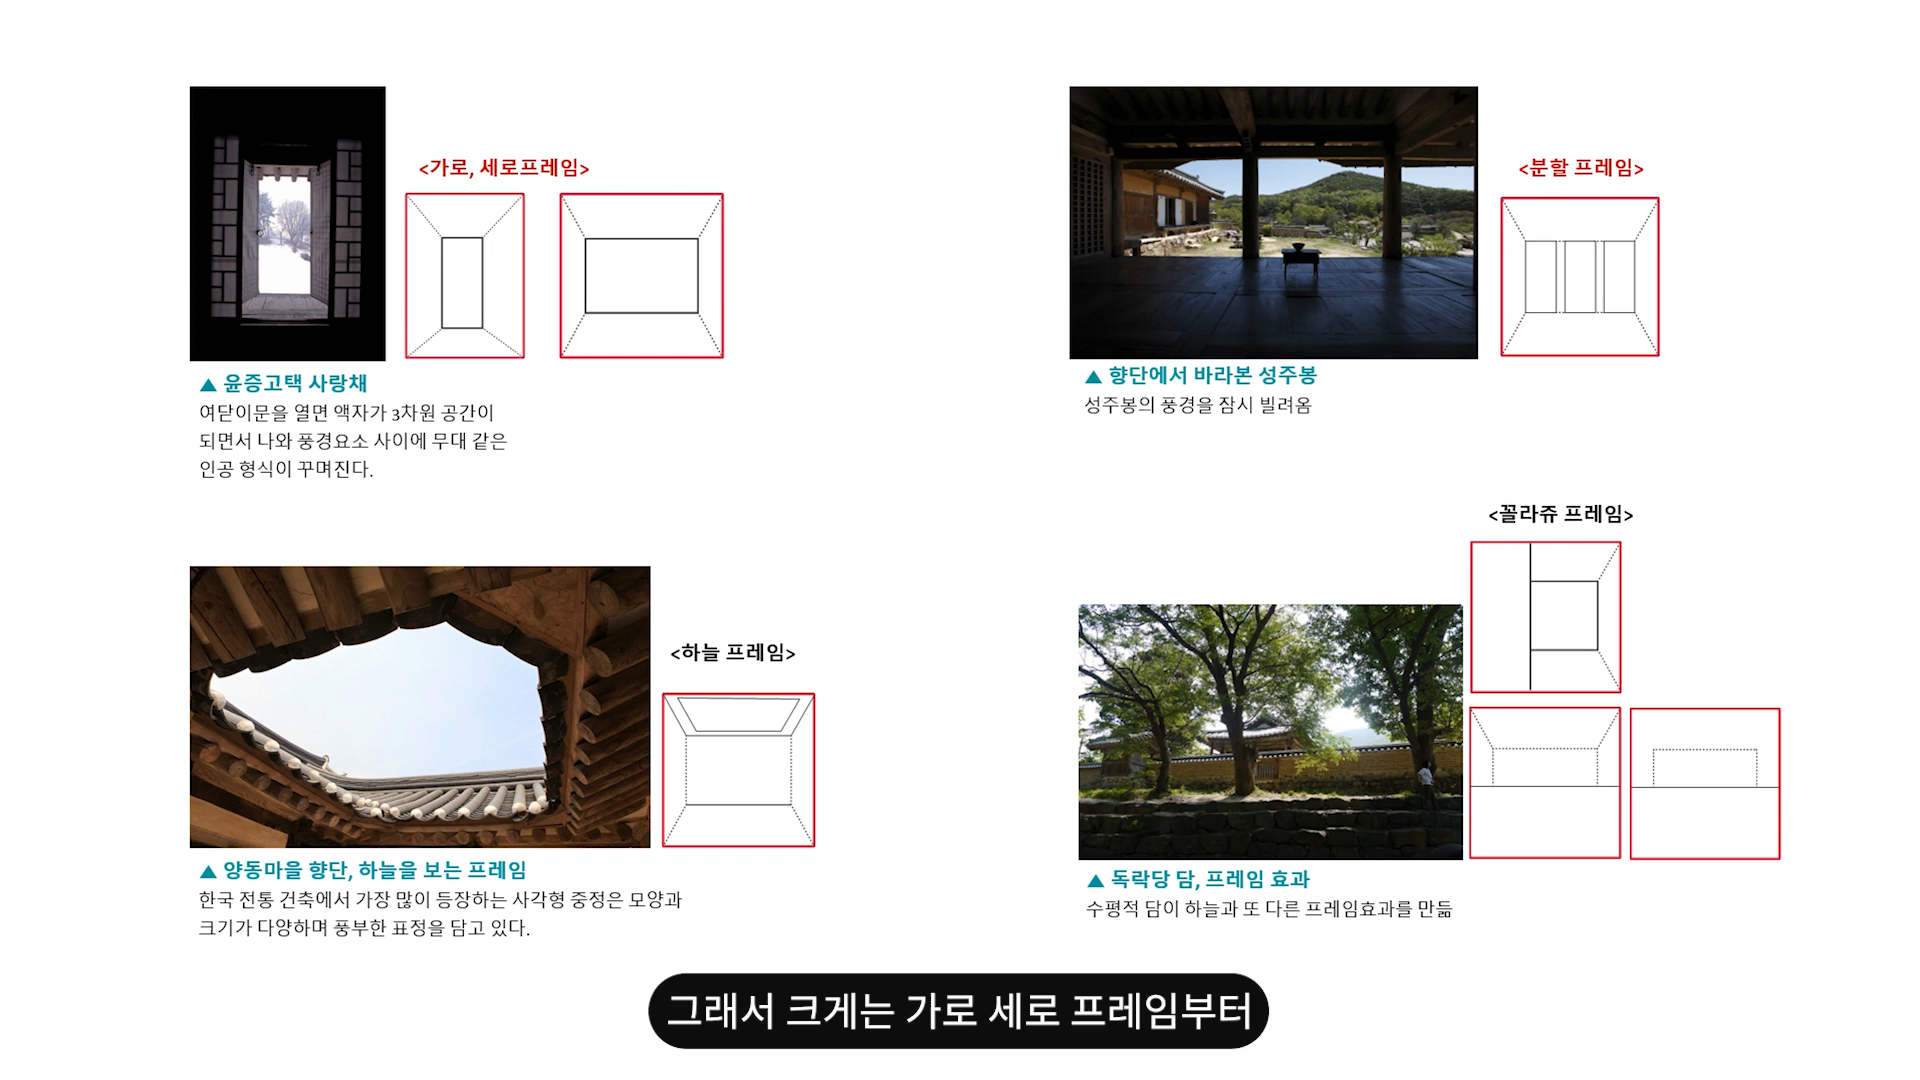 <가로, 세로프레임>
▲ 윤증고택 사랑채
여닫이문을 열면 액자가 3차원 공간이
되면서 나와 풍경요소 사이에 무대 같은
인공 형식이 꾸며진다.
<분할 프레임>
▲ 향단에서 바라본 성주봉
성주봉의 풍경을 잠시 빌려옴
<하늘 프레임>
▲ 양동마을 향단, 하늘을 보는 프레임
한국 전통 건축에서 가장 많이 등장하는 사각형 중정은 모양과
크기가 다양하며 풍부한 표정을 담고 있다.
<꼴라쥬 프레임>
▲ 독락당 담, 프레임 효과
수평적 담이 하늘과 또 다른 프레임효과를 만듦
그래서 크게는 가로 세로 프레임부터